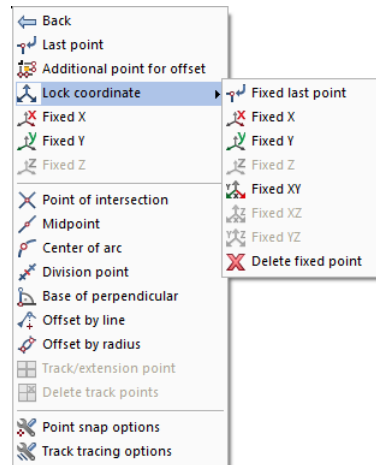 Back
Last point
Additional point for offset
Lock coordinate
Fixed X
Fixed Y
Fixed Z
Point of intersection
Midpoint
Center of arc
Division point
Base of perpendicular
Offset by line
Offset by radius
Track/extension point
Delete track points
Point snap options
Track tracing options
Fixed last point
Fixed X
Fixed Y
Fixed Z
Fixed XY
Fixed XZ
Fixed YZ
Delete fixed point